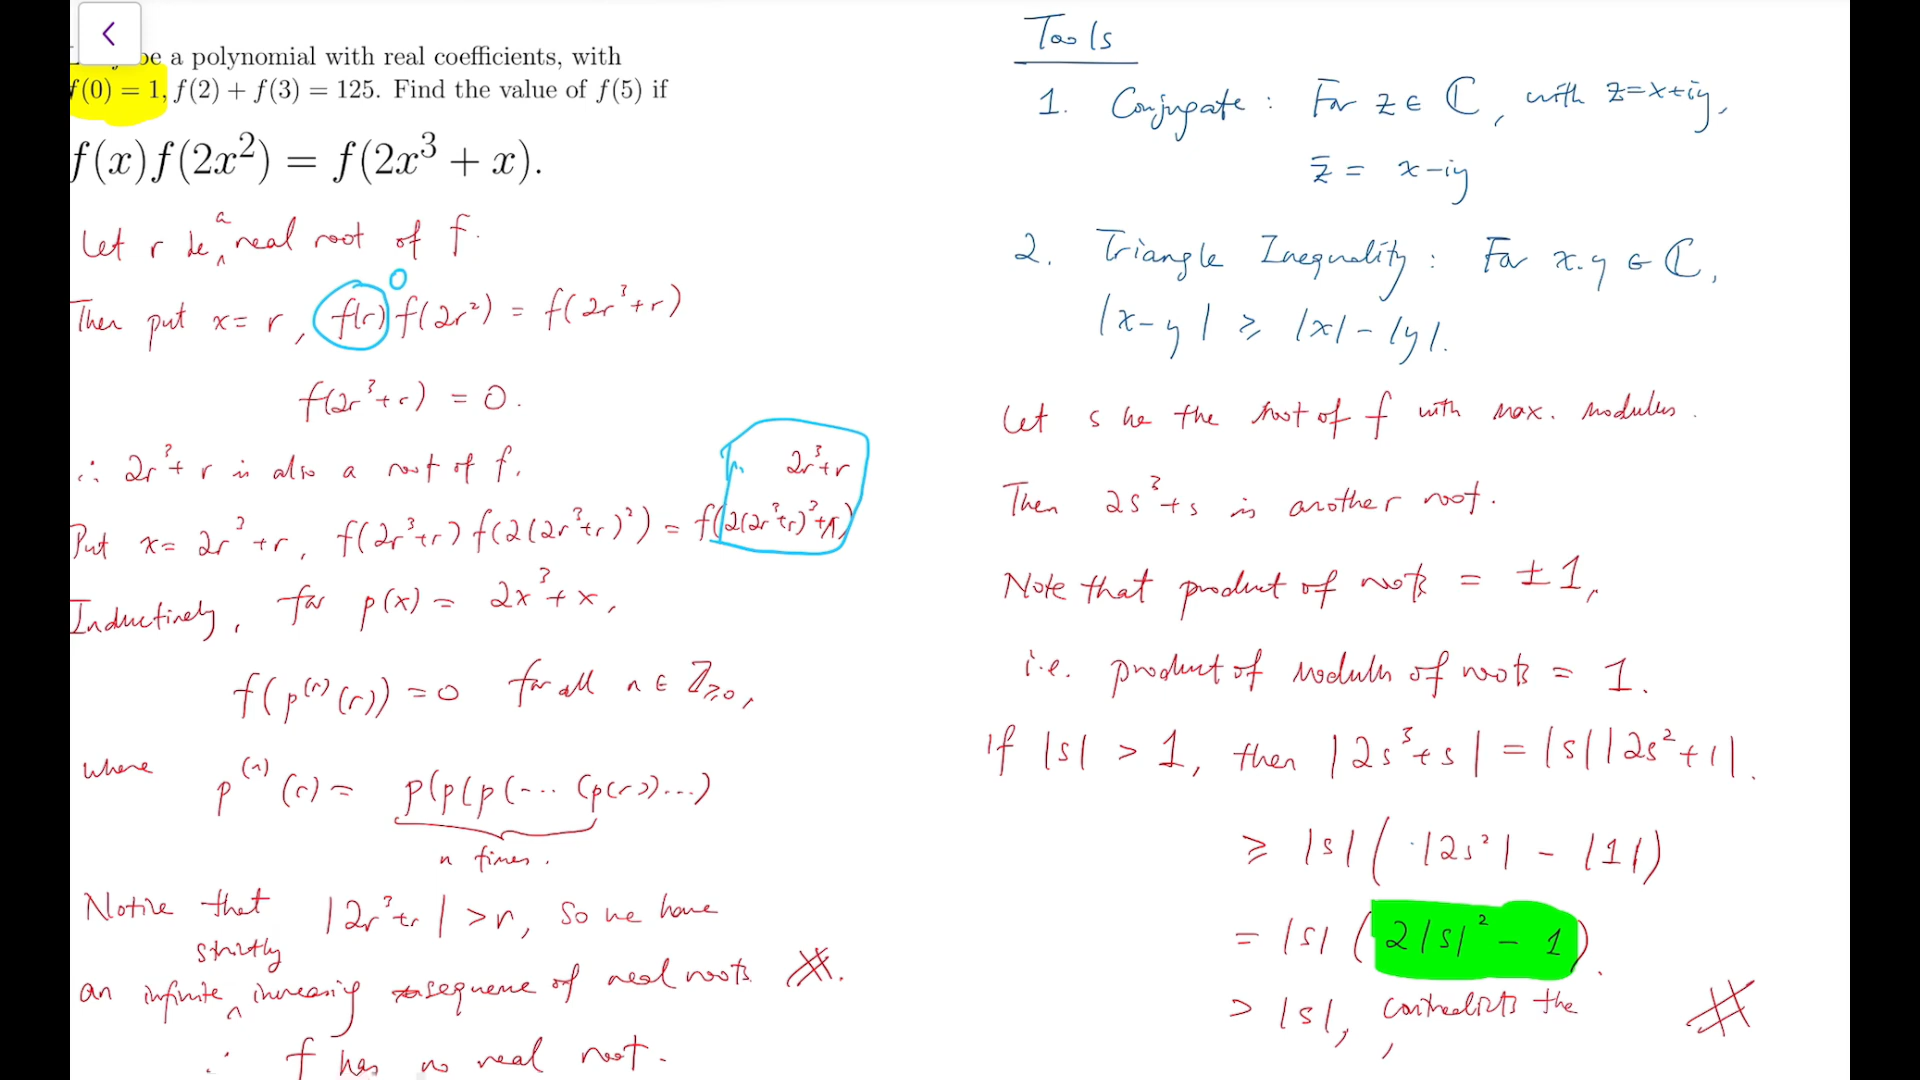 be a polynomial with real coefficients, with
f(0) = 1, f(2) + f(3) = 125. Find the value of f(5) if
f(x)f(2x²) = f(2x³ + x).
Let r be a real root of f.
Then put x = r, f(r) f(2r²) = f(2r³+r)
0
f(2r³+r) = 0.
∴ 2r³+r is also a root of f.
2r³+r
Put x = 2r³+r, f(2r³+r) f(2(2r³+r)²) = f(2(2r³+r)³+r)
Inductively, for p(x) = 2x³+x,
f(p⁽ⁿ⁾(r)) = 0 for all n ∈ ℤ≥0,
where
p⁽ⁿ⁾(r) = p(p(p(... (p(r))...)
n times.
Notice that |2r³+r| > r, so we have
an infinite strictly increasing sequence of real roots #.
∴ f has no real root.
Tools
1. Conjugate : For z ∈ ℂ, with z=x+iy,
z̄ = x-iy
2. Triangle Inequality : For x,y ∈ ℂ,
|x-y| ≥ |x| - |y|.
Let s be the root of f with max. modulus.
Then 2s³+s is another root.
Note that product of roots = ±1,
i.e. product of moduli of roots = 1.
If |s| > 1, then |2s³+s| = |s||2s²+1|.
≥ |s|( |2s²| - |1|)
= |s| (2|s|² - 1).
> |s|, contradicts the #